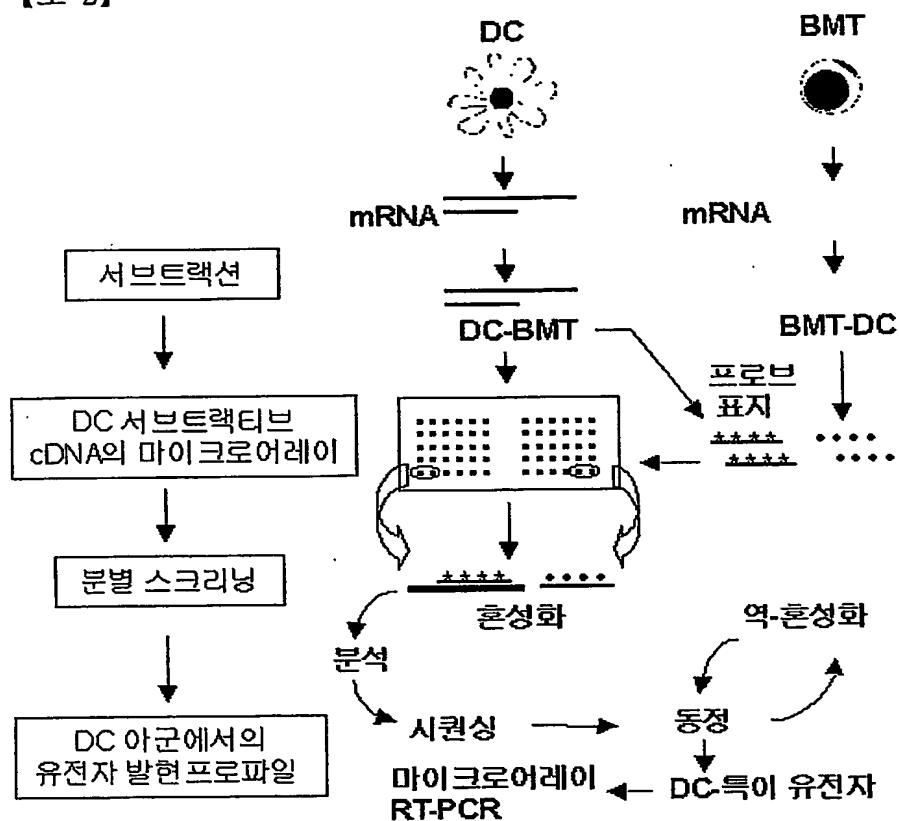 DC
BMT
mRNA
mRNA
서브트랙션
DC-BMT
BMT-DC
프로브
표지
DC 서브트랙티브
cDNA의 마이크로어레이
분별 스크리닝
혼성화
역-혼성화
분석
시퀀싱
동정
DC 아군에서의
유전자 발현프로파일
마이크로어레이
RT-PCR
DC-특이 유전자